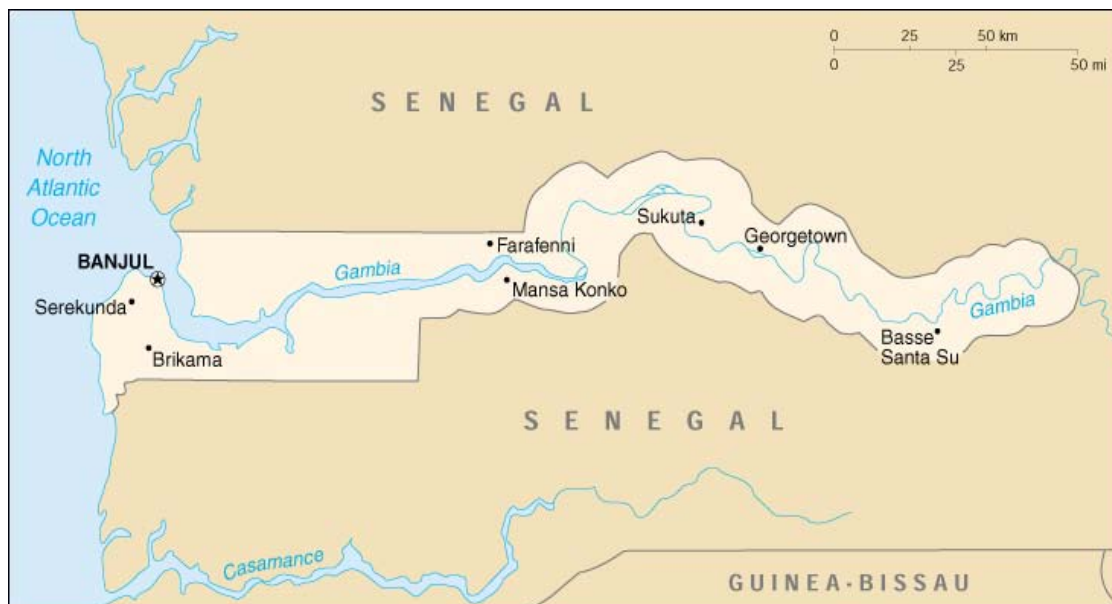 0 25 50 km
0 25 50 mi
SENEGAL
North
Atlantic
Ocean
Sukuta
Georgetown
Farafenni
BANJUL
Gambia
Mansa Konko
Serekunda
Gambia
Basse
Santa Su
Brikama
SENEGAL
Casamance
GUINEA-BISSAU